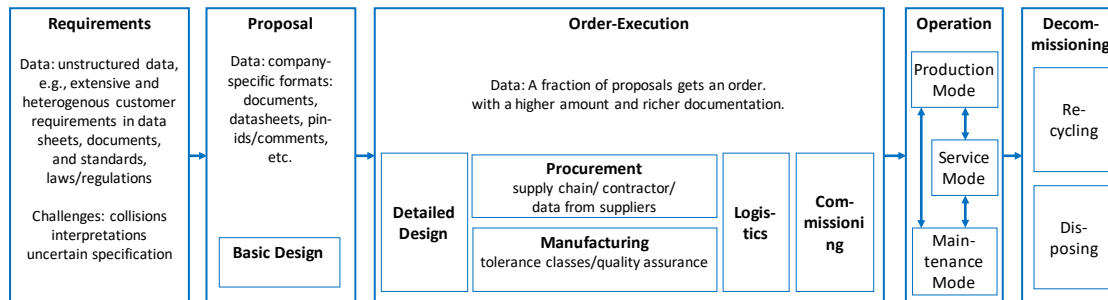 Requirements
Data: unstructured data,
e.g., extensive and
heterogenous customer
requirements in data
sheets, documents,
and standards,
laws/regulations
Challenges: collisions
interpretations
uncertain specification
Proposal
Data: company-
specific formats:
documents,
datasheets, pin-
ids/comments,
etc.
Basic Design
Order-Execution
Data: A fraction of proposals gets an order.
with a higher amount and richer documentation.
Detailed
Design
Procurement
supply chain/ contractor/
data from suppliers
Manufacturing
tolerance classes/quality assurance
Logis-
tics
Com-
missioni
ng
Operation
Production
Mode
Service
Mode
Main-
tenance
Mode
Decom-
missioning
Re-
cycling
Dis-
posing